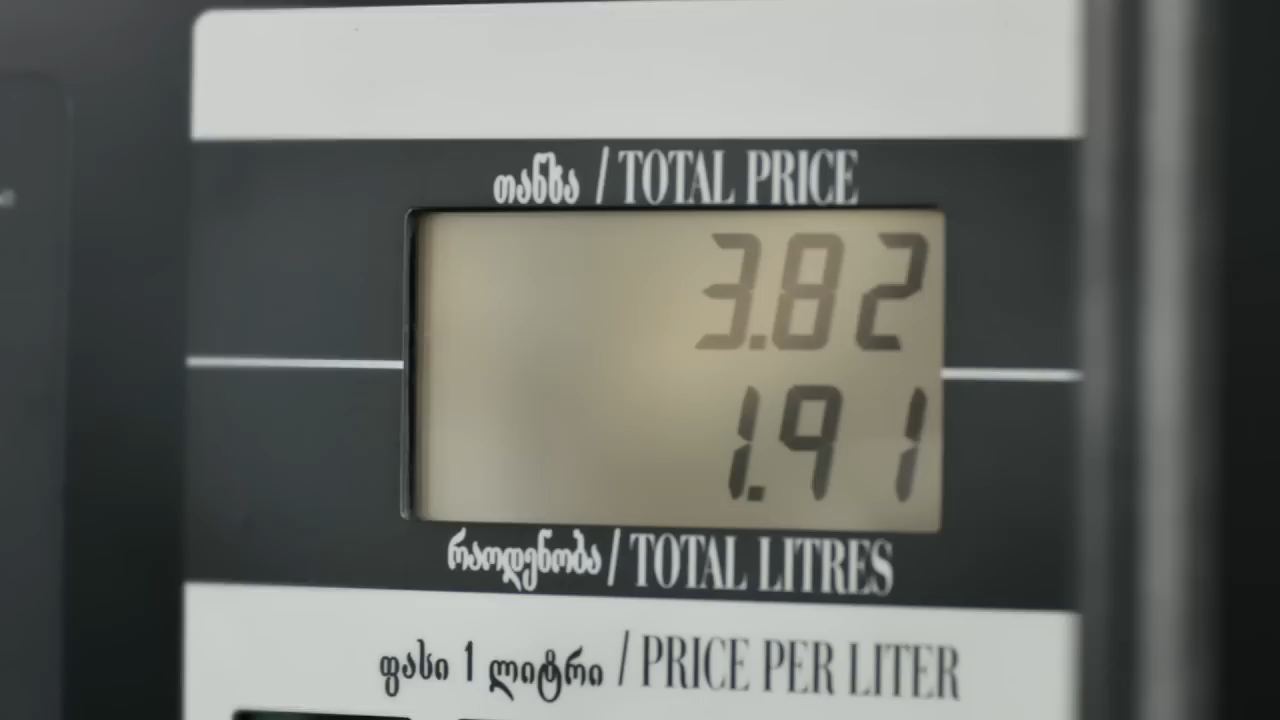 თანხა / TOTAL PRICE
3.82
1.91
რაოდენობა / TOTAL LITRES
ფასი 1 ლიტრი / PRICE PER LITER